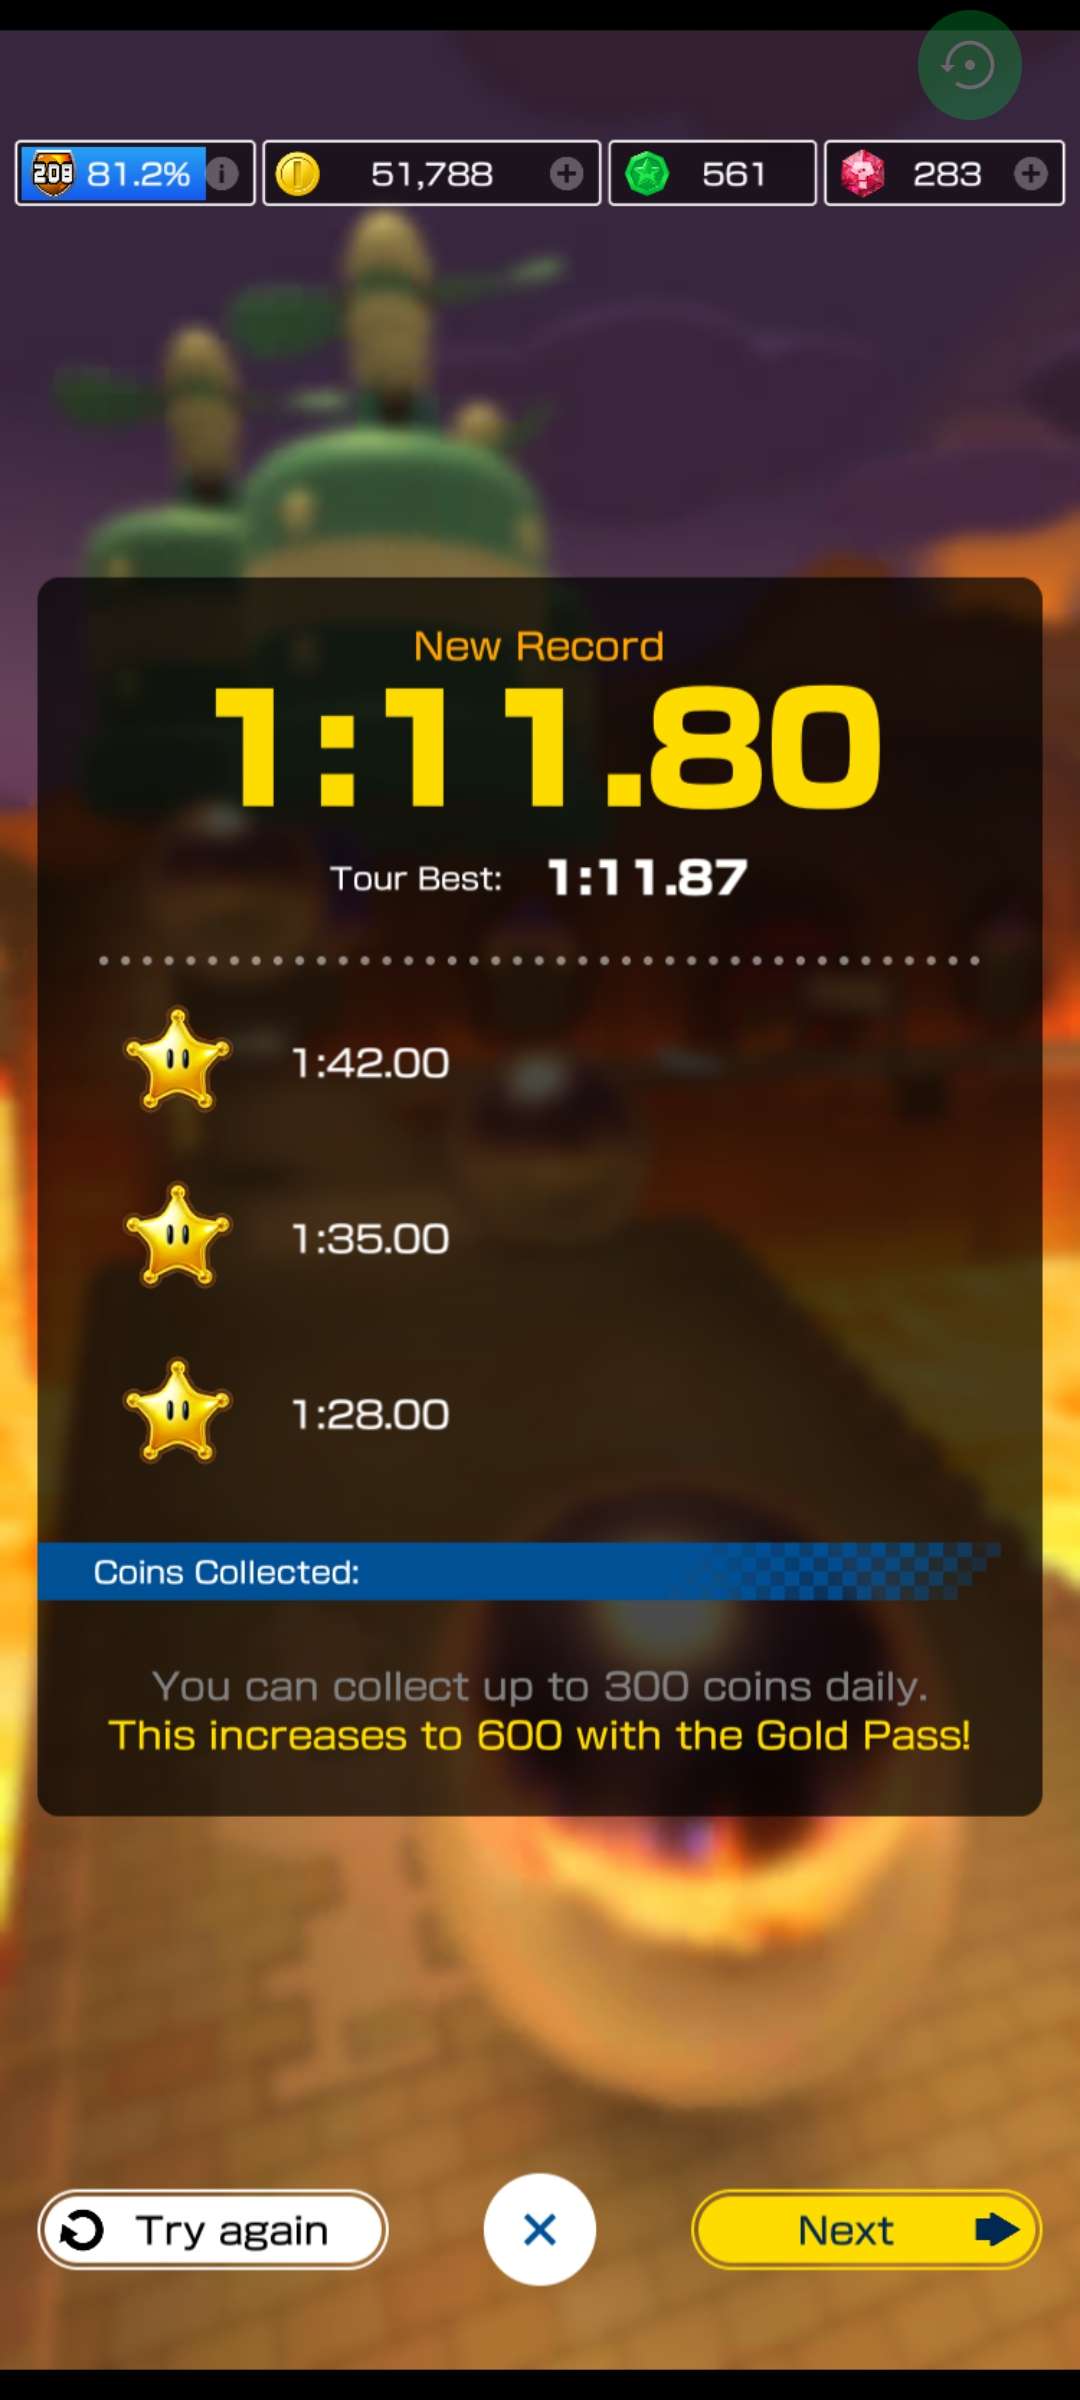 208 81.2% 51,788 561 283
New Record
1:11.80
Tour Best: 1:11.87
1:42.00
1:35.00
1:28.00
Coins Collected:
You can collect up to 300 coins daily.
This increases to 600 with the Gold Pass!
Try again
Next